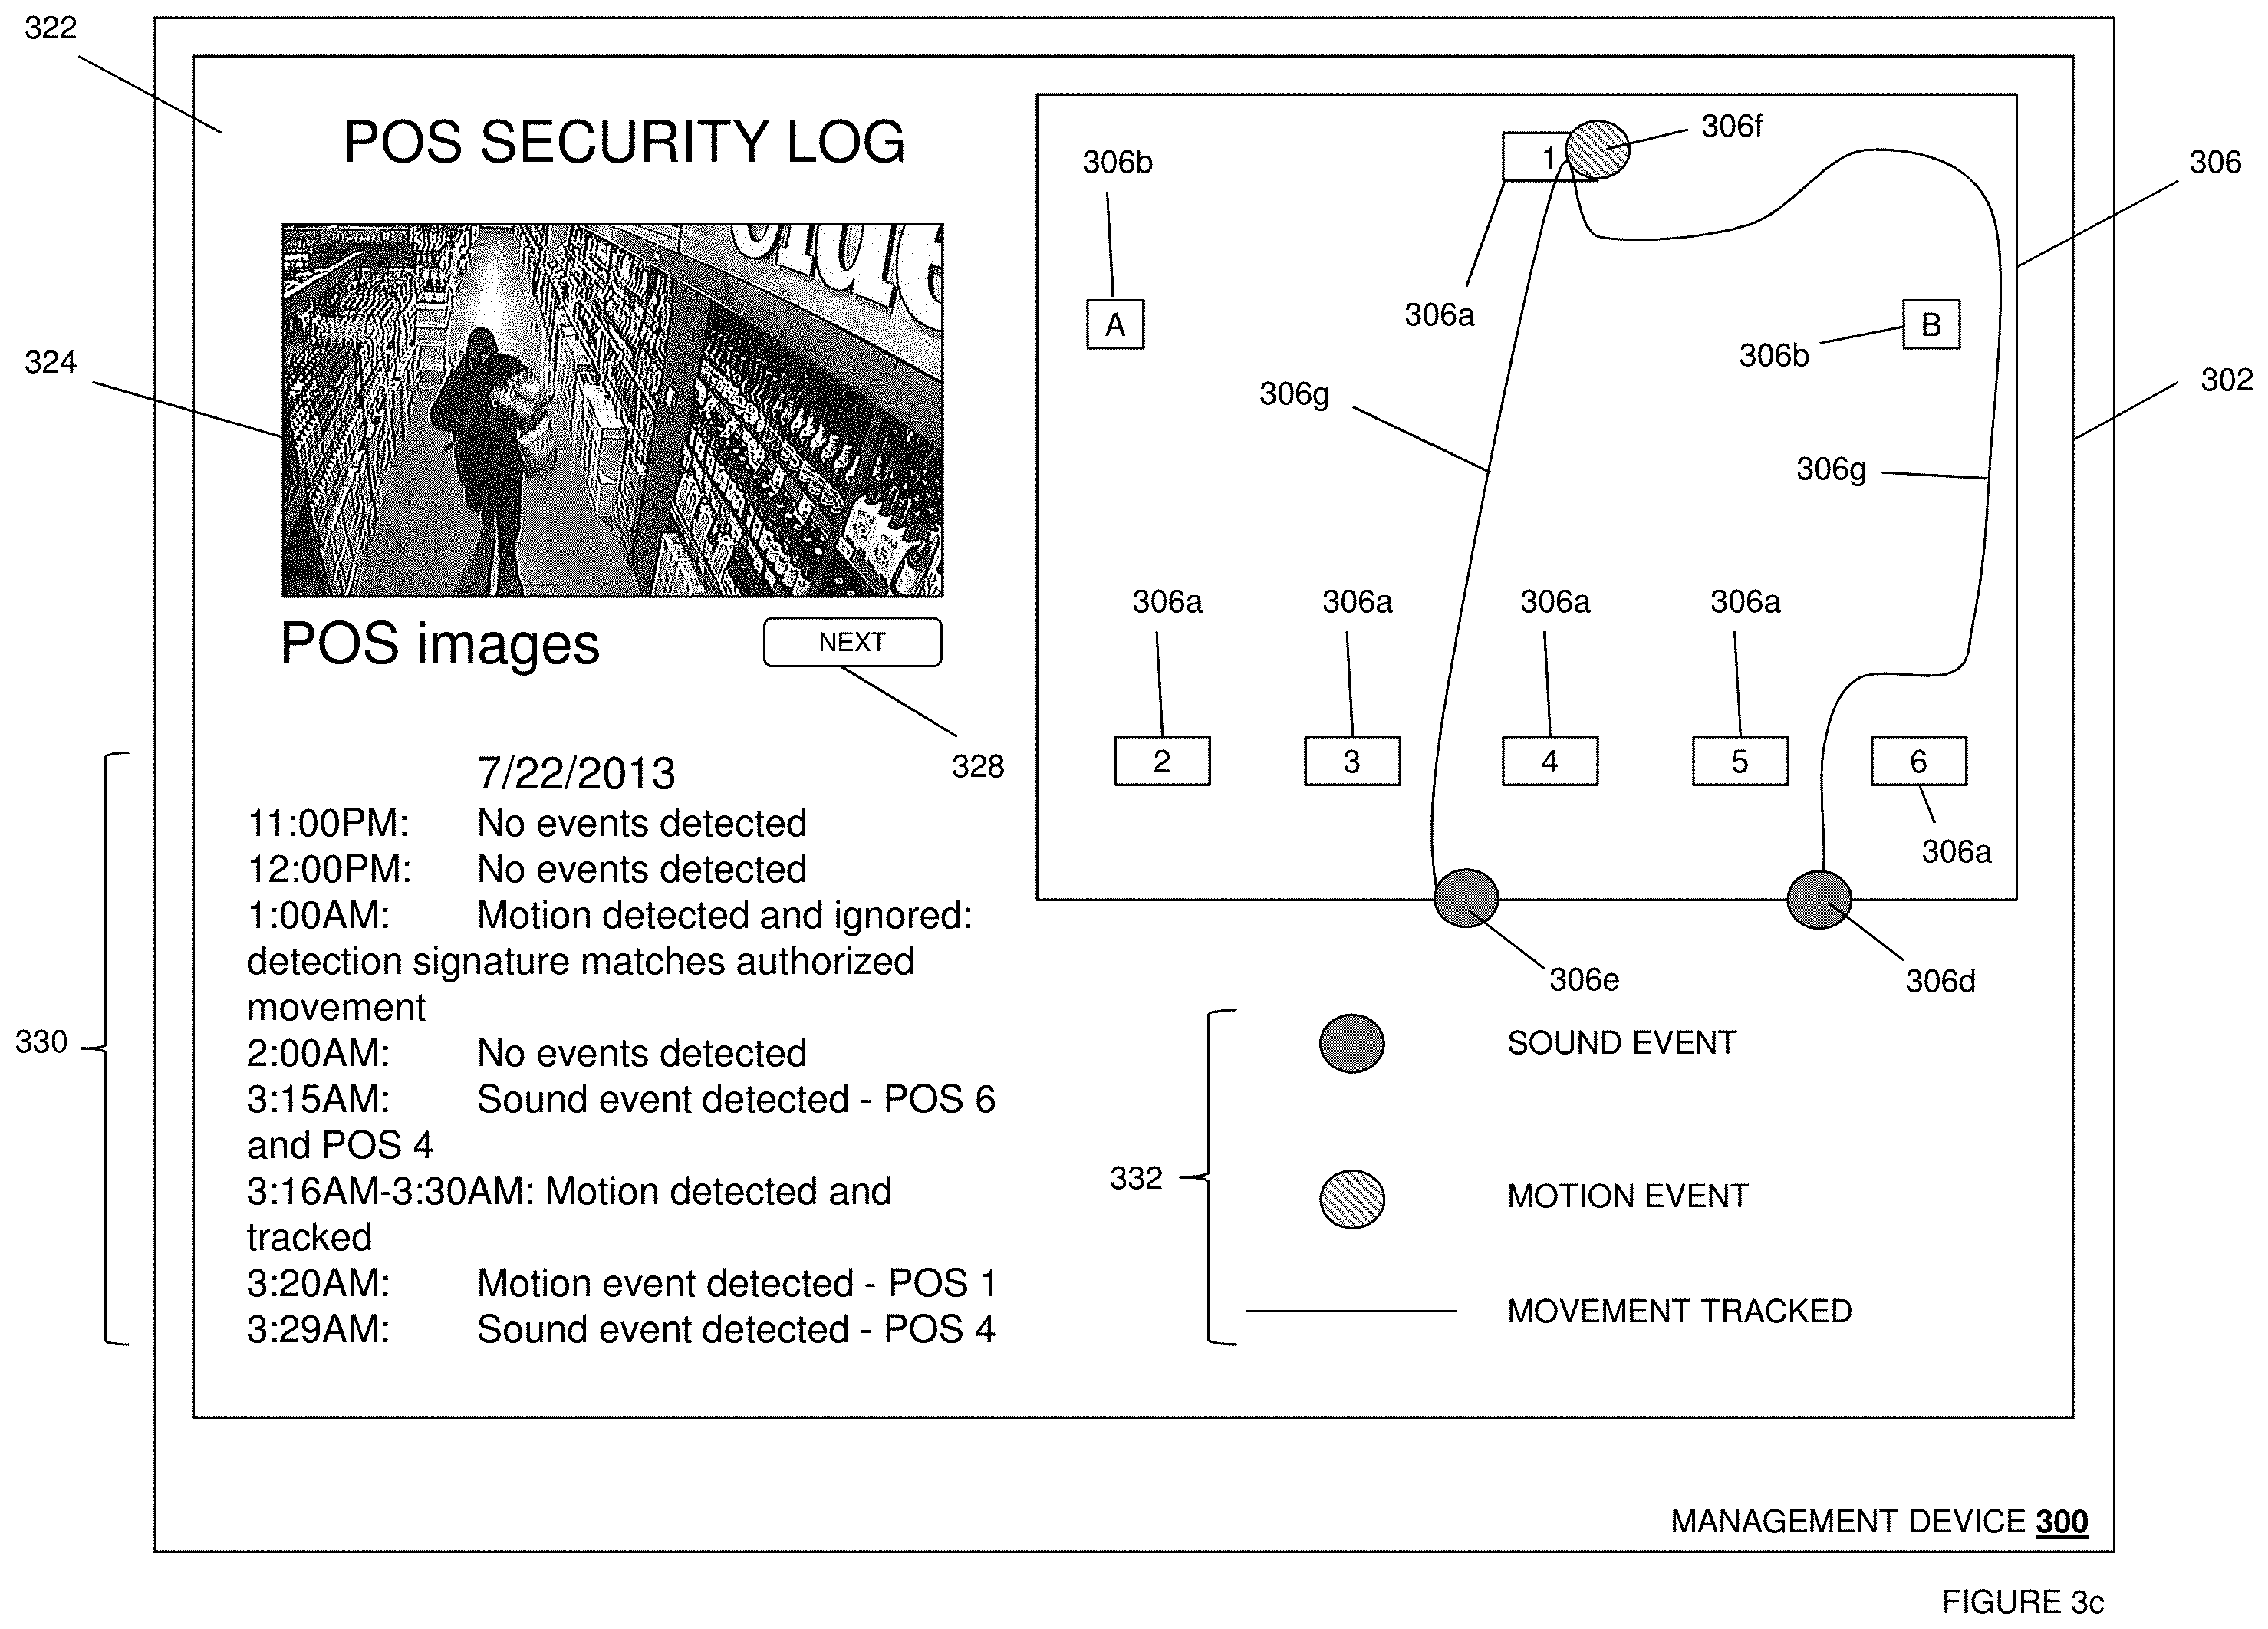 322
POS SECURITY LOG
324
POS images
NEXT
328
330
7/22/2013
11:00PM: No events detected
12:00PM: No events detected
1:00AM: Motion detected and ignored:
detection signature matches authorized
movement
2:00AM: No events detected
3:15AM: Sound event detected - POS 6
and POS 4
3:16AM-3:30AM: Motion detected and
tracked
3:20AM: Motion event detected - POS 1
3:29AM: Sound event detected - POS 4
306b
1
306f
306
306a
A
B
306b
302
306g
306g
306a
306a
306a
306a
2
3
4
5
6
306a
306e
306d
332
SOUND EVENT
MOTION EVENT
MOVEMENT TRACKED
MANAGEMENT DEVICE 300
FIGURE 3c